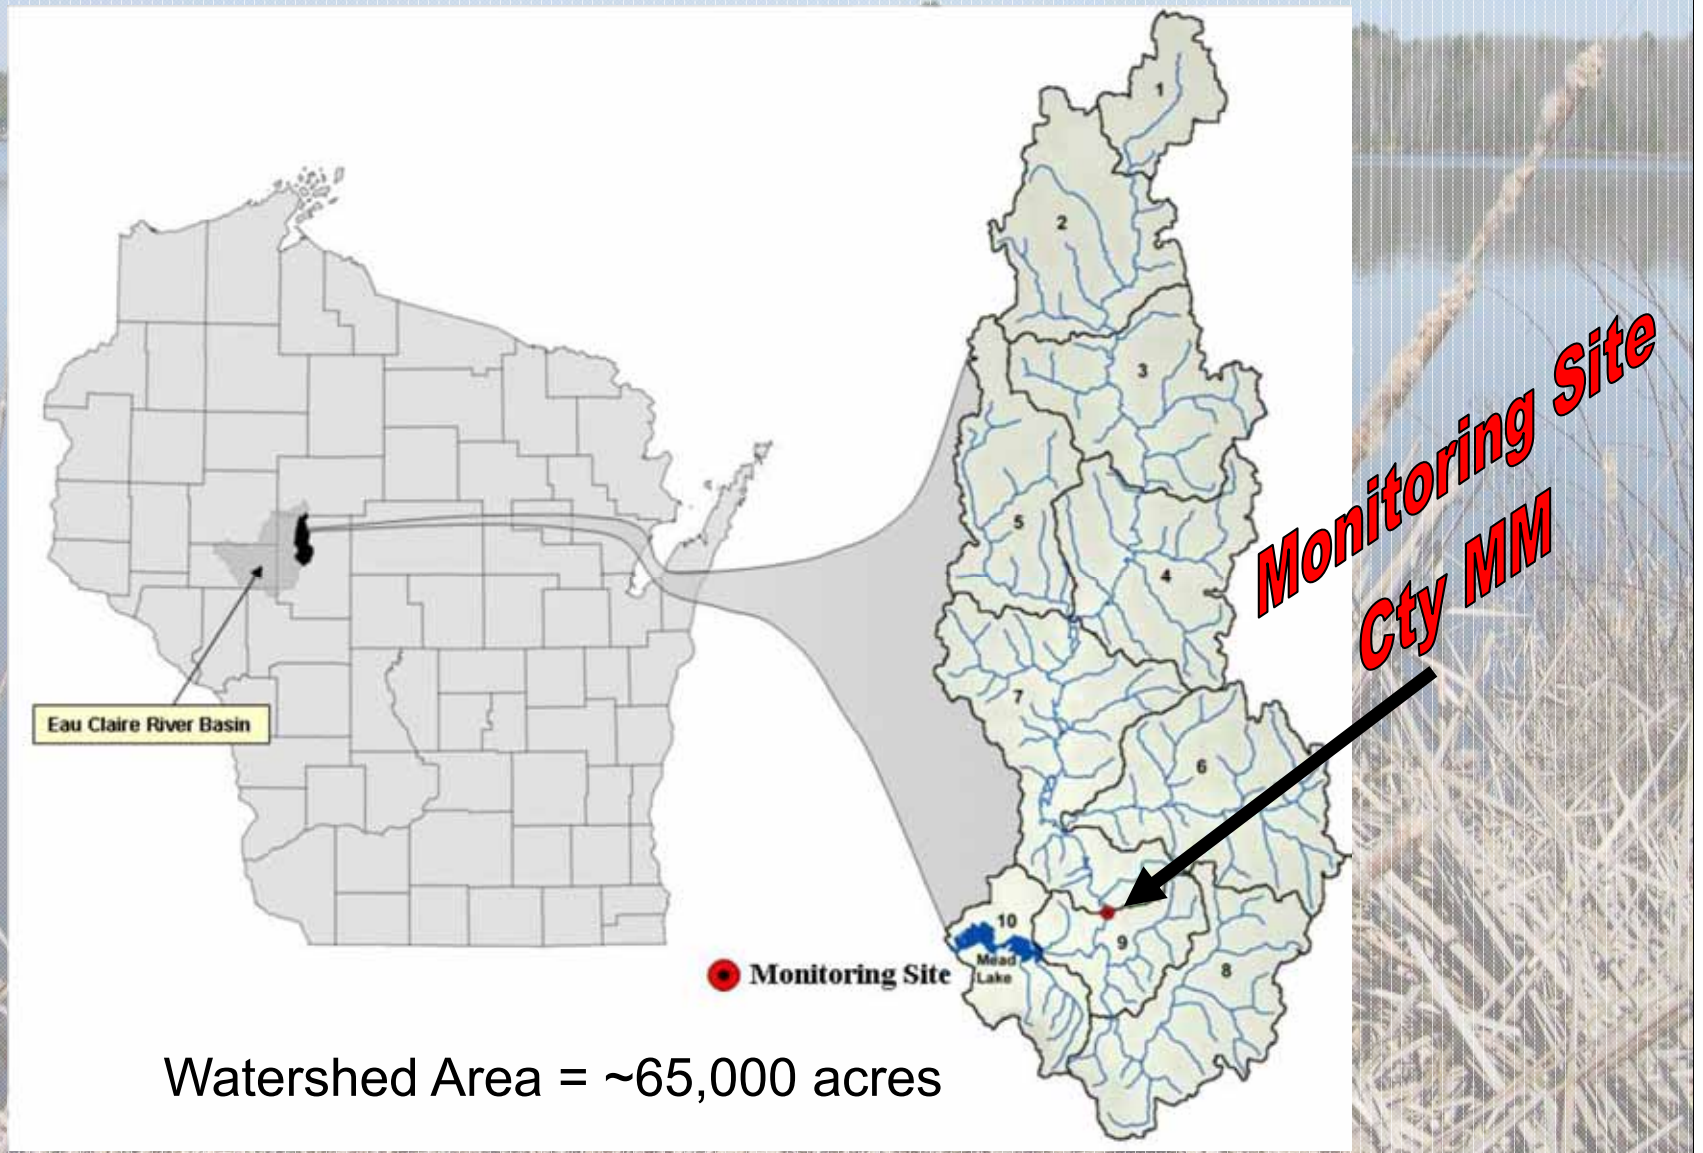 1
2
3
Monitoring Site
Cty MM
5
4
7
Eau Claire River Basin
6
10
9
Mead
Lake
8
Monitoring Site
Watershed Area = ~65,000 acres